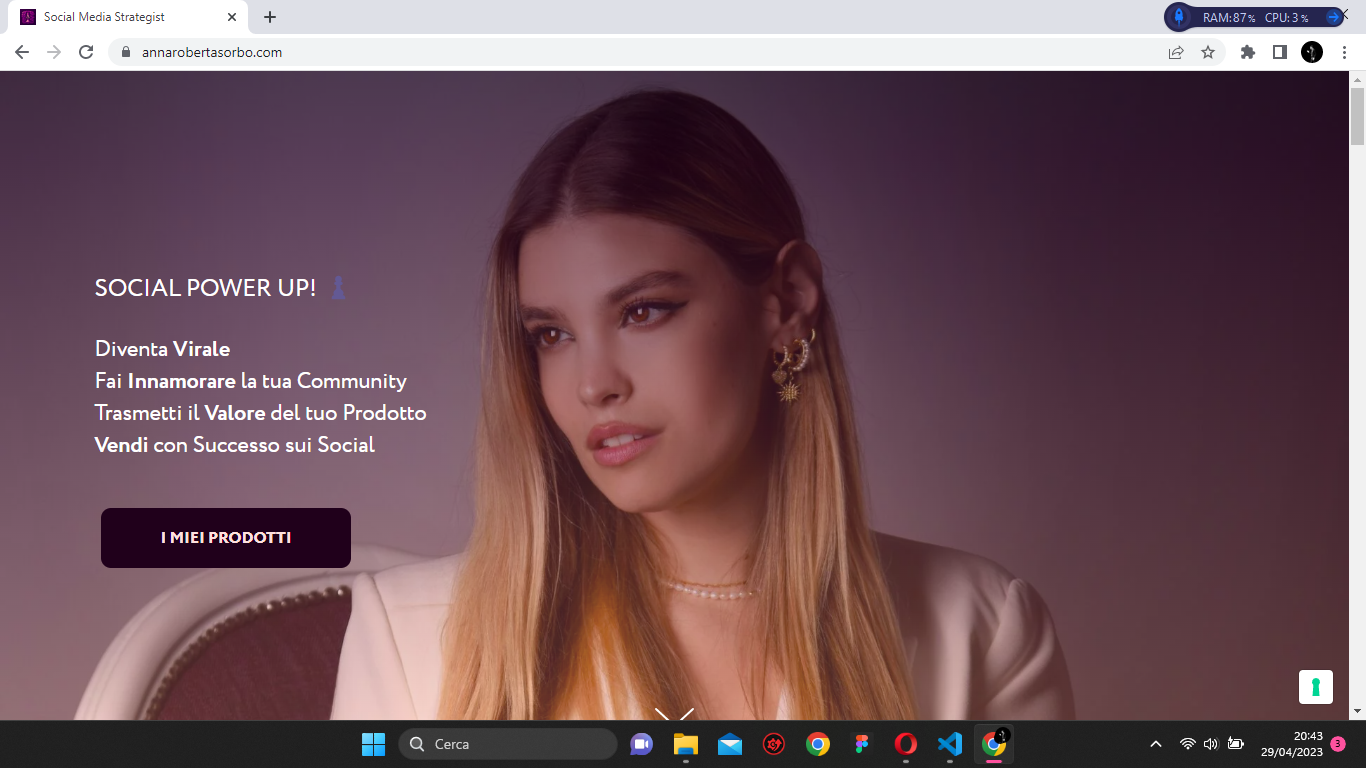 Social Media Strategist
RAM: 87% CPU: 3%
annarobertasorbo.com
SOCIAL POWER UP!
Diventa Virale
Fai Innamorare la tua Community
Trasmetti il Valore del tuo Prodotto
Vendi con Successo sui Social
I MIEI PRODOTTI
Cerca
20:43
29/04/2023
3